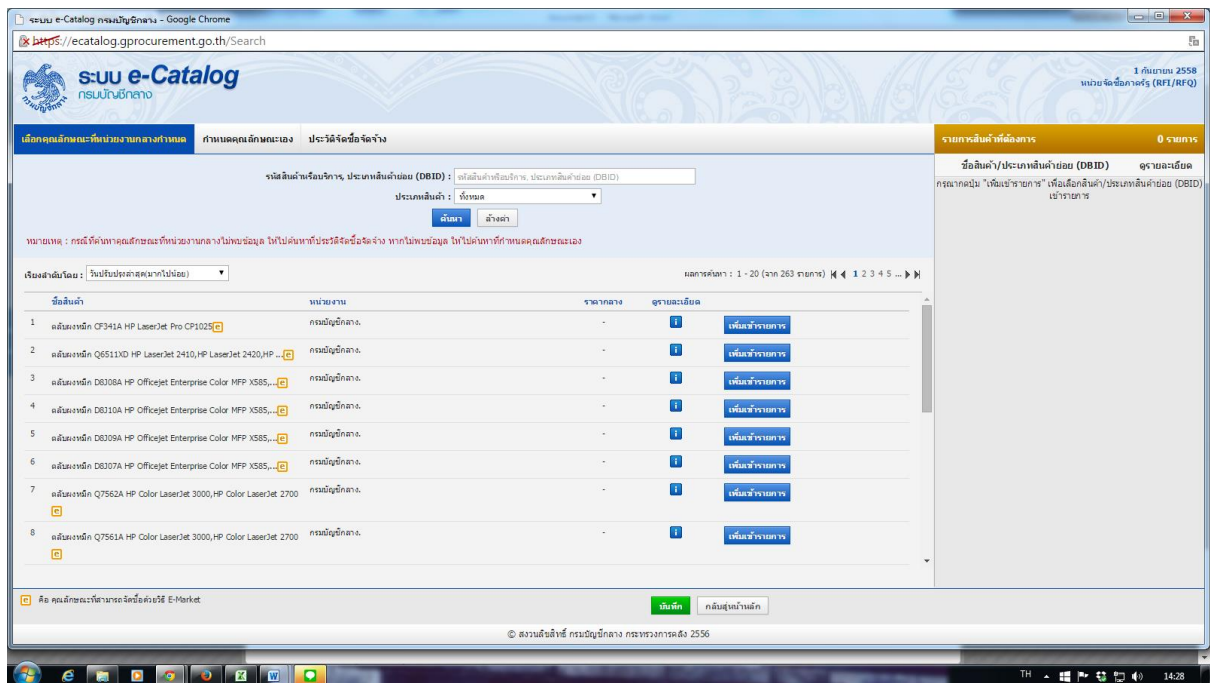 ระบบ e-Catalog กรมบัญชีกลาง - Google Chrome
https://ecatalog.gprocurement.go.th/Search
ระบบ e-Catalog
กรมบัญชีกลาง
1 กันยายน 2558
หน่วยจัดซื้อภาครัฐ (RFI/RFQ)
เลือกคุณลักษณะที่หน่วยงานกลางกำหนด กำหนดคุณลักษณะเอง ประวัติจัดซื้อจัดจ้าง
รายการสินค้าที่ต้องการ 0 รายการ
ชื่อสินค้า/ประเภทสินค้าย่อย (DBID) ดูรายละเอียด
กรุณากดปุ่ม "เพิ่มเข้ารายการ" เพื่อเลือกสินค้า/ประเภทสินค้าย่อย (DBID)
เข้ารายการ
รหัสสินค้าหรือบริการ, ประเภทสินค้าย่อย (DBID) : รหัสสินค้าหรือบริการ, ประเภทสินค้าย่อย (DBID)
ประเภทสินค้า : ทั้งหมด
ค้นหา ล้างค่า
หมายเหตุ : กรณีที่ค้นหาคุณลักษณะที่หน่วยงานกลางไม่พบข้อมูล ให้ไปค้นหาที่ประวัติจัดซื้อจัดจ้าง หากไม่พบข้อมูล ให้ไปค้นหาที่กำหนดคุณลักษณะเอง
เรียงลำดับโดย : วันปรับปรุงล่าสุด(มากไปน้อย) ผลการค้นหา : 1 - 20 (จาก 263 รายการ) 1 2 3 4 5 ...
ชื่อสินค้า หน่วยงาน ราคากลาง ดูรายละเอียด
1 ตลับผงหมึก CF341A HP LaserJet Pro CP1025 e กรมบัญชีกลาง. - i เพิ่มเข้ารายการ
2 ตลับผงหมึก Q6511XD HP LaserJet 2410,HP LaserJet 2420,HP ... e กรมบัญชีกลาง. - i เพิ่มเข้ารายการ
3 ตลับผงหมึก D8J08A HP Officejet Enterprise Color MFP X585,... e กรมบัญชีกลาง. - i เพิ่มเข้ารายการ
4 ตลับผงหมึก D8J10A HP Officejet Enterprise Color MFP X585,... e กรมบัญชีกลาง. - i เพิ่มเข้ารายการ
5 ตลับผงหมึก D8J09A HP Officejet Enterprise Color MFP X585,... e กรมบัญชีกลาง. - i เพิ่มเข้ารายการ
6 ตลับผงหมึก D8J07A HP Officejet Enterprise Color MFP X585,... e กรมบัญชีกลาง. - i เพิ่มเข้ารายการ
7 ตลับผงหมึก Q7562A HP Color LaserJet 3000,HP Color LaserJet 2700 กรมบัญชีกลาง. - i เพิ่มเข้ารายการ
e
8 ตลับผงหมึก Q7561A HP Color LaserJet 3000,HP Color LaserJet 2700 กรมบัญชีกลาง. - i เพิ่มเข้ารายการ
e
e คือ คุณลักษณะที่สามารถจัดซื้อด้วยวิธี E-Market
บันทึก กลับสู่หน้าหลัก
© สงวนลิขสิทธิ์ กรมบัญชีกลาง กระทรวงการคลัง 2556
TH 14:28